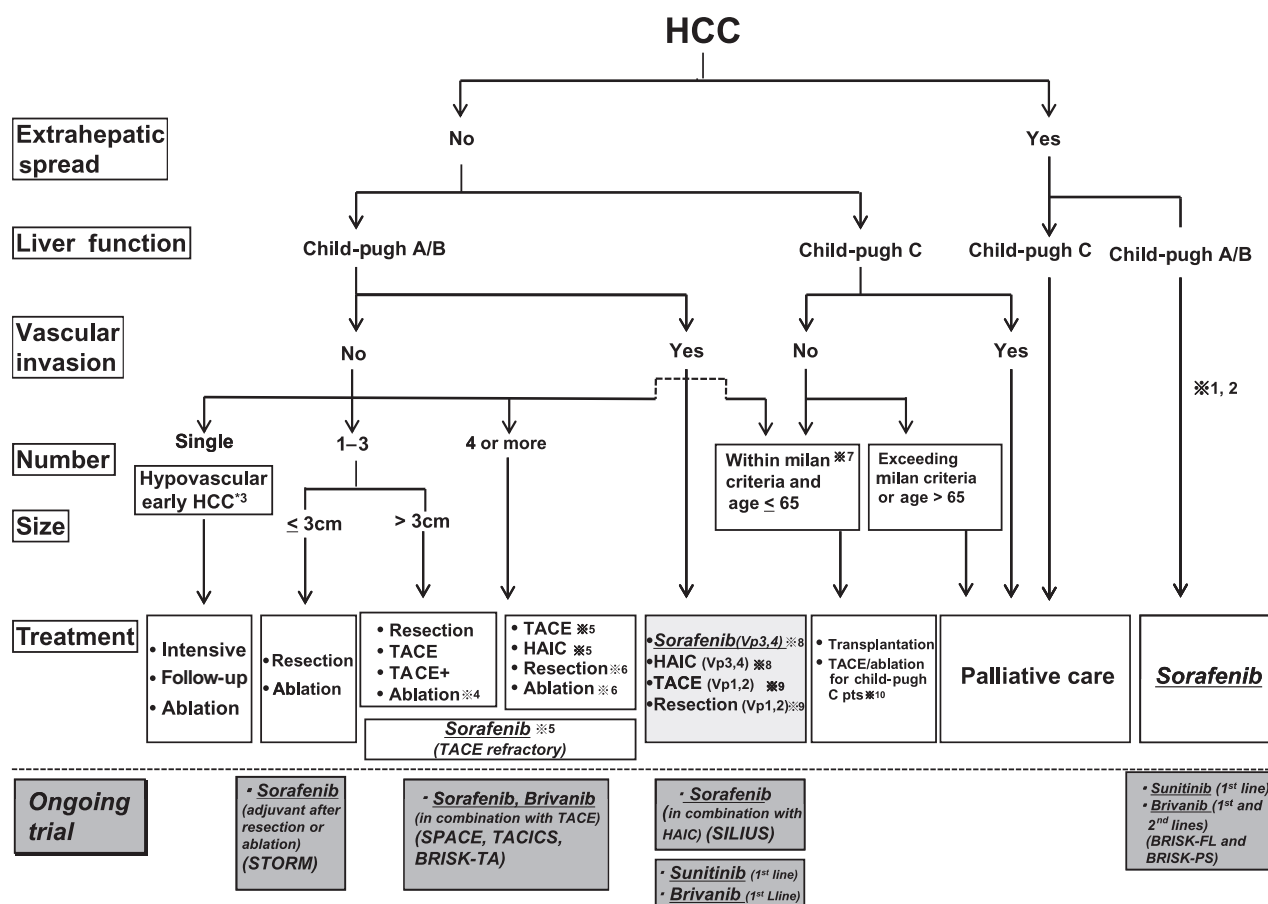 HCC
Extrahepatic
spread
No
Yes
Liver function
Child-pugh A/B
Child-pugh C
Child-pugh C
Child-pugh A/B
Vascular
invasion
No
Yes
No
Yes
※1, 2
Number
Single
1–3
4 or more
Hypovascular
early HCC*3
Within milan ※7
criteria and
age ≤ 65
Exceeding
milan criteria
or age > 65
Size
≤ 3cm
> 3cm
Treatment
• Intensive
• Follow-up
• Ablation
• Resection
• Ablation
• Resection
• TACE
• TACE+
• Ablation※4
• TACE ※5
• HAIC ※5
• Resection※6
• Ablation ※6
Sorafenib ※5
(TACE refractory)
•Sorafenib(Vp3,4) ※8
•HAIC (Vp3,4) ※8
•TACE (Vp1,2) ※9
•Resection (Vp1,2)※9
• Transplantation
• TACE/ablation
for child-pugh
C pts※10
Palliative care
Sorafenib
Ongoing
trial
· Sorafenib
(adjuvant after
resection or
ablation)
(STORM)
· Sorafenib, Brivanib
(in combination with TACE)
(SPACE, TACICS,
BRISK-TA)
· Sorafenib
(in combination with
HAIC) (SILIUS)
· Sunitinib (1st line)
· Brivanib (1st Lline)
· Sunitinib (1st line)
· Brivanib (1st and
2nd lines)
(BRISK-FL and
BRISK-PS)